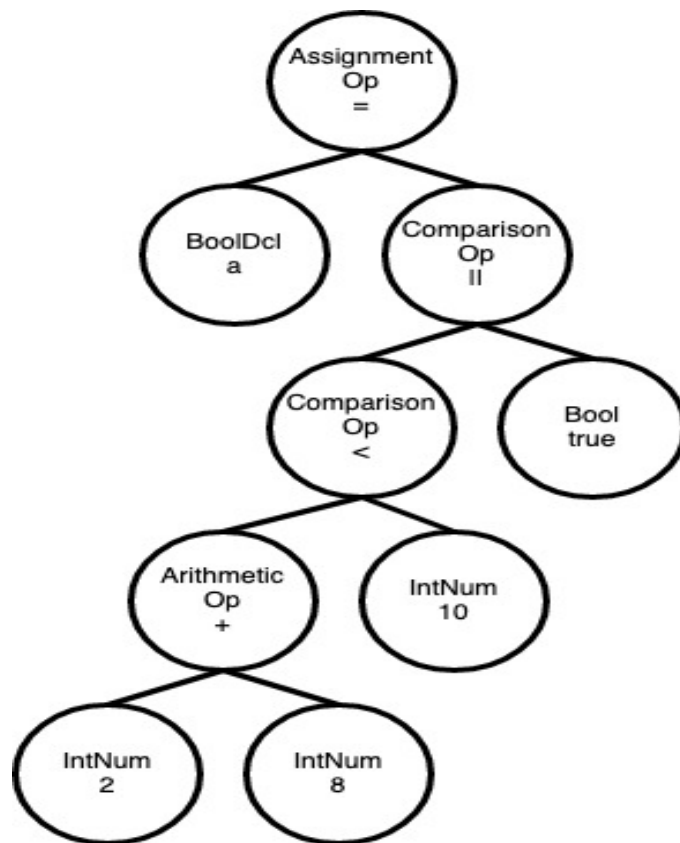 Assignment
Op
=
BoolDcl
a
Comparison
Op
||
Comparison
Op
<
Bool
true
Arithmetic
Op
+
IntNum
10
IntNum
2
IntNum
8